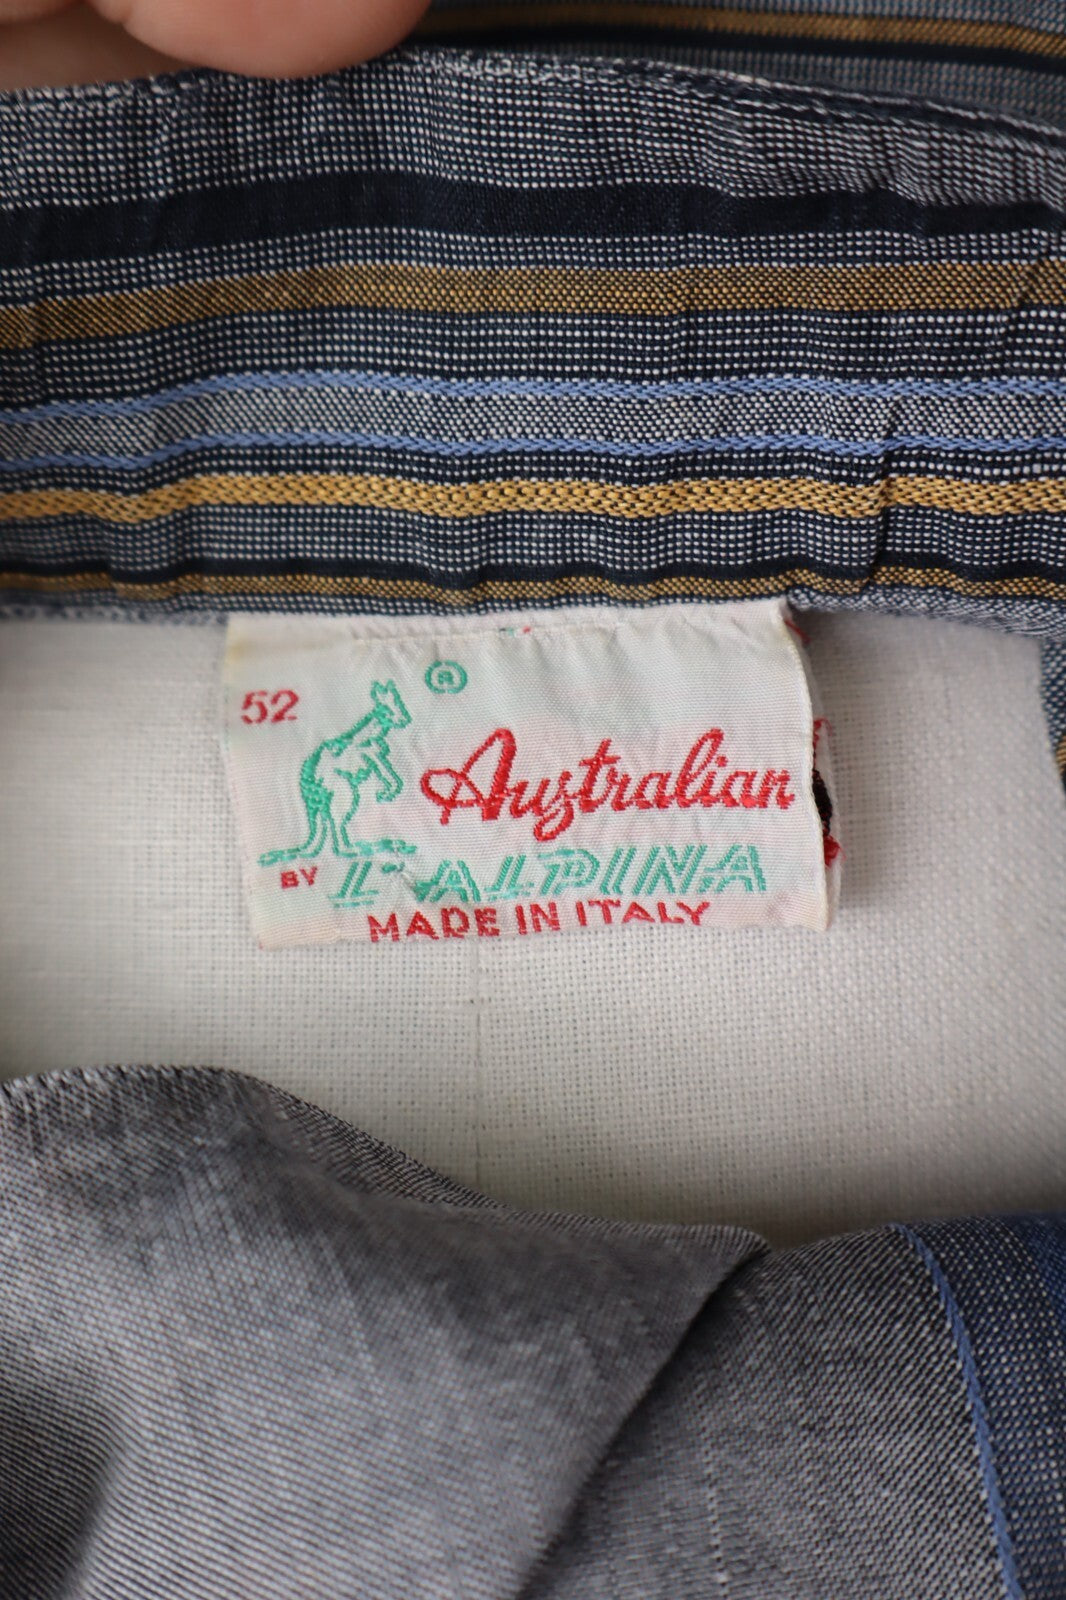 52
®
Australian
BY L'ALPINA
MADE IN ITALY